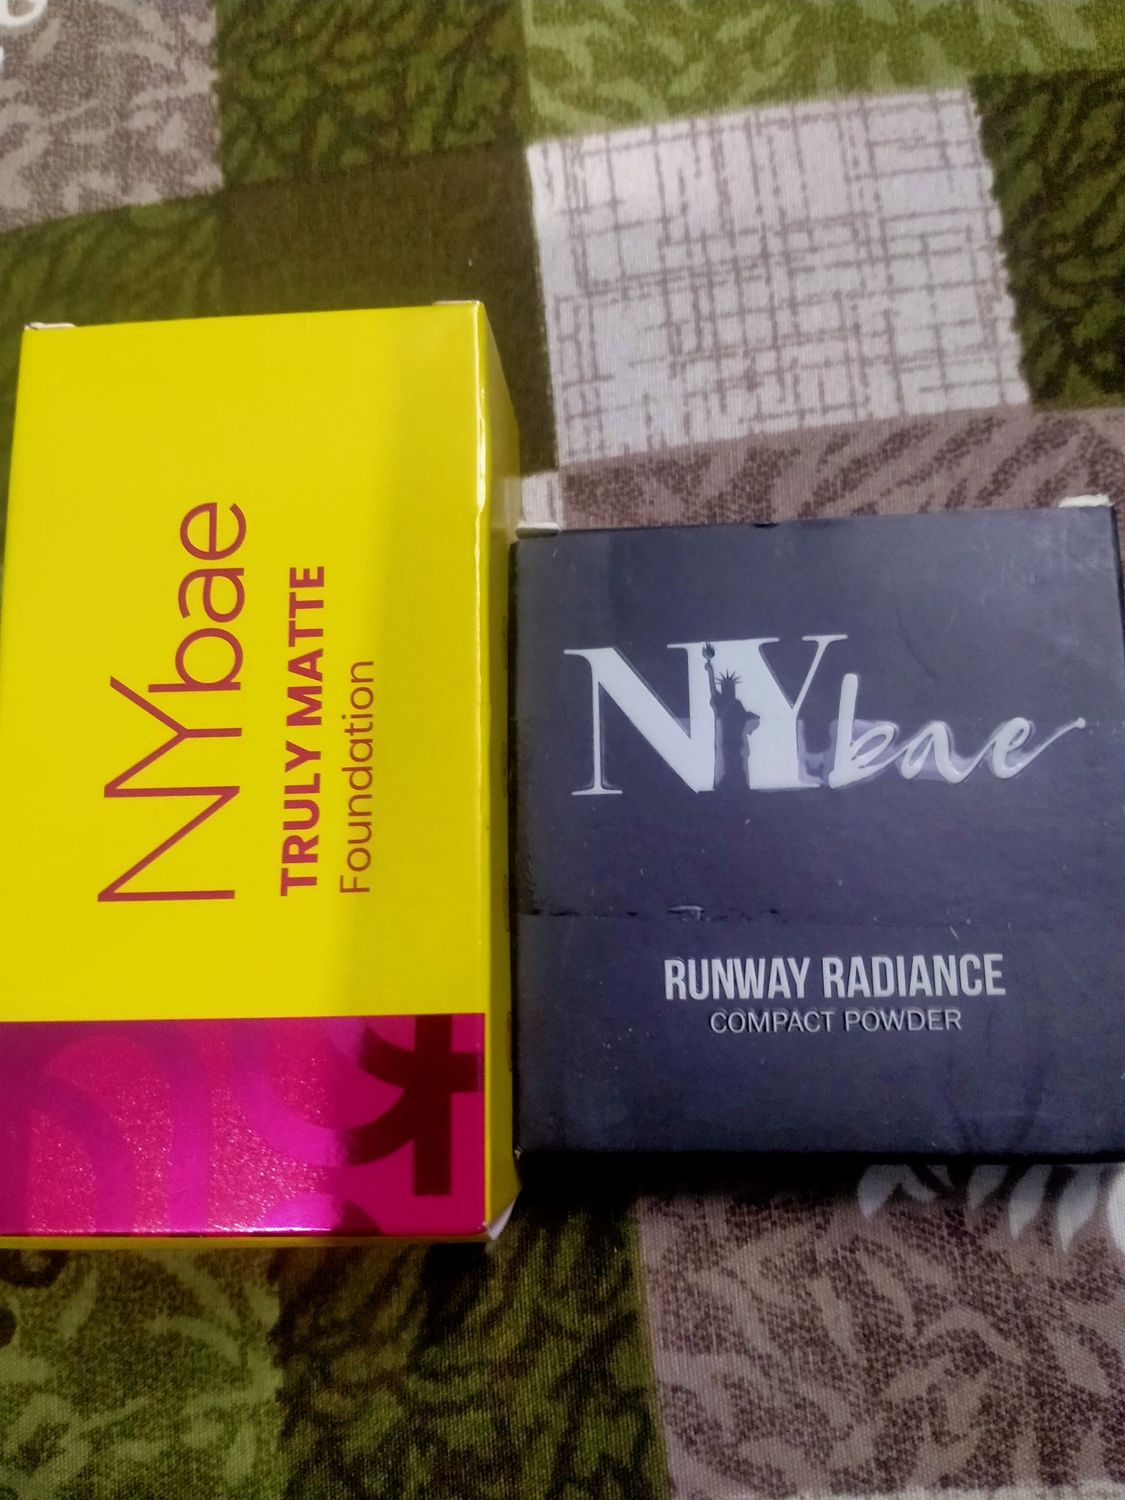 NYbae
TRULY MATTE
Foundation
NYbae
RUNWAY RADIANCE
COMPACT POWDER